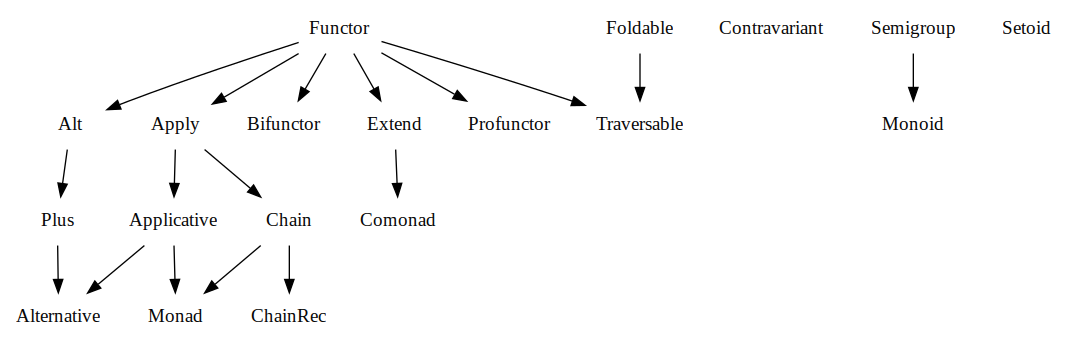 Functor Foldable Contravariant Semigroup Setoid
Alt Apply Bifunctor Extend Profunctor Traversable Monoid
Plus Applicative Chain Comonad
Alternative Monad ChainRec